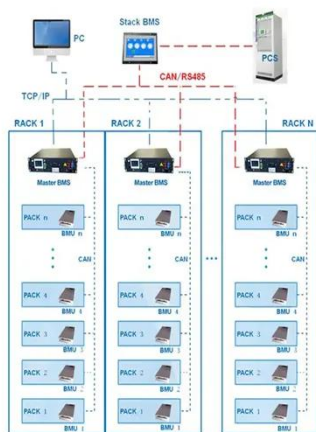 PC
Stack BMS
PCS
CAN/RS485
TCP/IP
RACK 1
RACK 2
RACK N
Master BMS
Master BMS
Master BMS
PACK n
BMU n
PACK n
BMU n
PACK n
BMU n
CAN
CAN
...
CAN
PACK 4
BMU 4
PACK 4
BMU 4
PACK 4
BMU 4
PACK 3
BMU 3
PACK 3
BMU 3
PACK 3
BMU 3
PACK 2
BMU 2
PACK 2
BMU 2
PACK 2
BMU 2
PACK 1
BMU 1
PACK 1
BMU 1
PACK 1
BMU 1